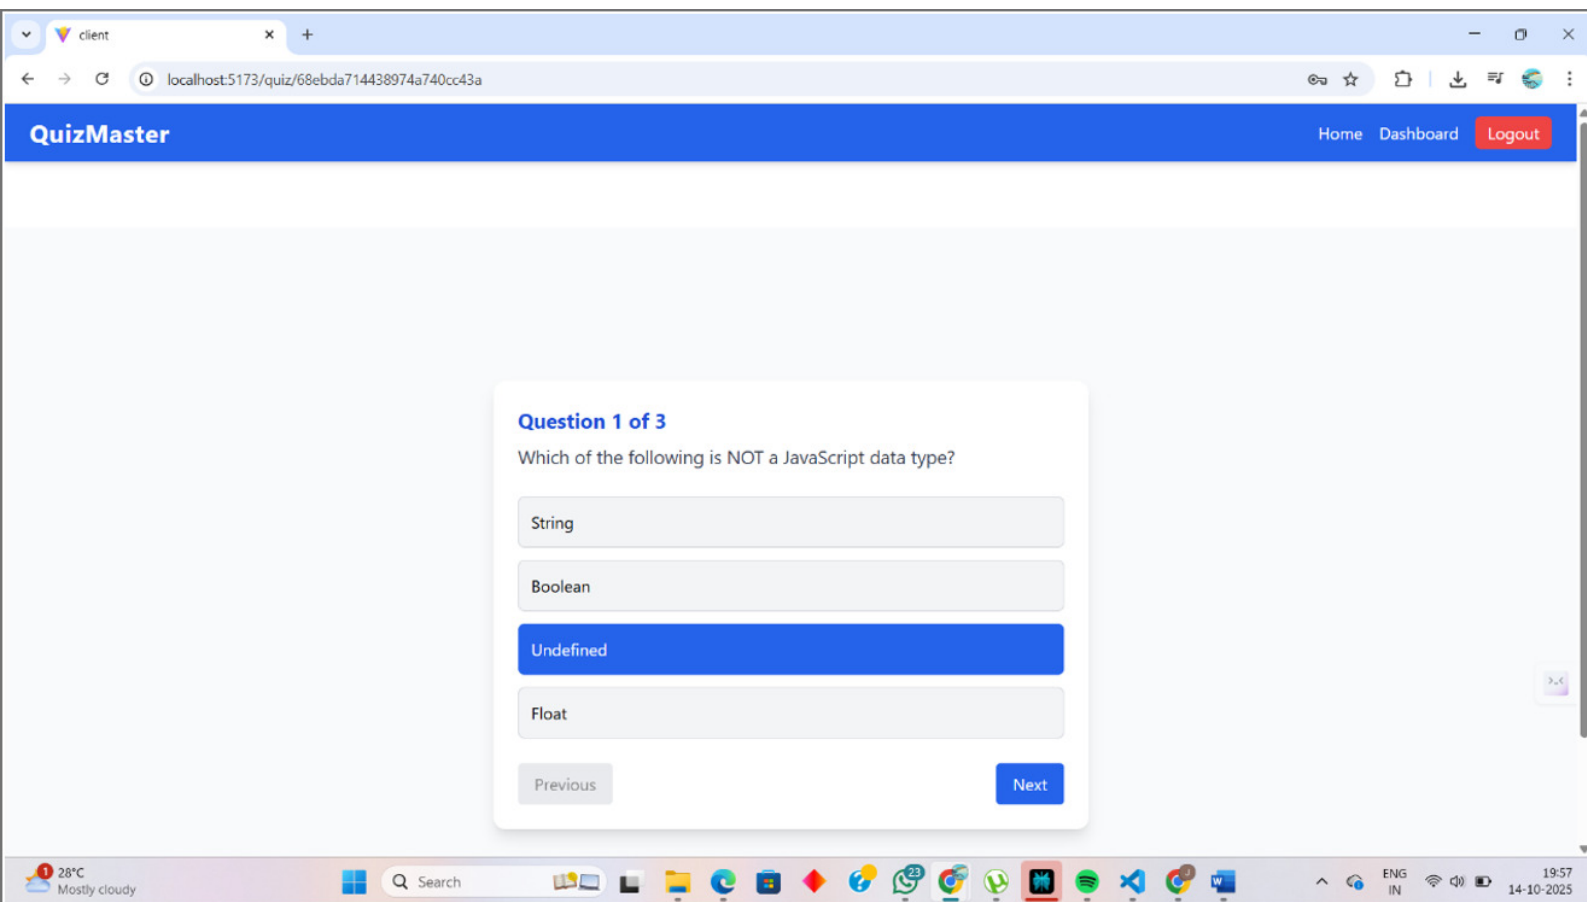 client
localhost:5173/quiz/68ebda714438974a740cc43a
QuizMaster
Home Dashboard Logout
Question 1 of 3
Which of the following is NOT a JavaScript data type?
String
Boolean
Undefined
Float
Previous Next
1 28°C
Mostly cloudy
Search
23
ENG
IN
19:57
14-10-2025